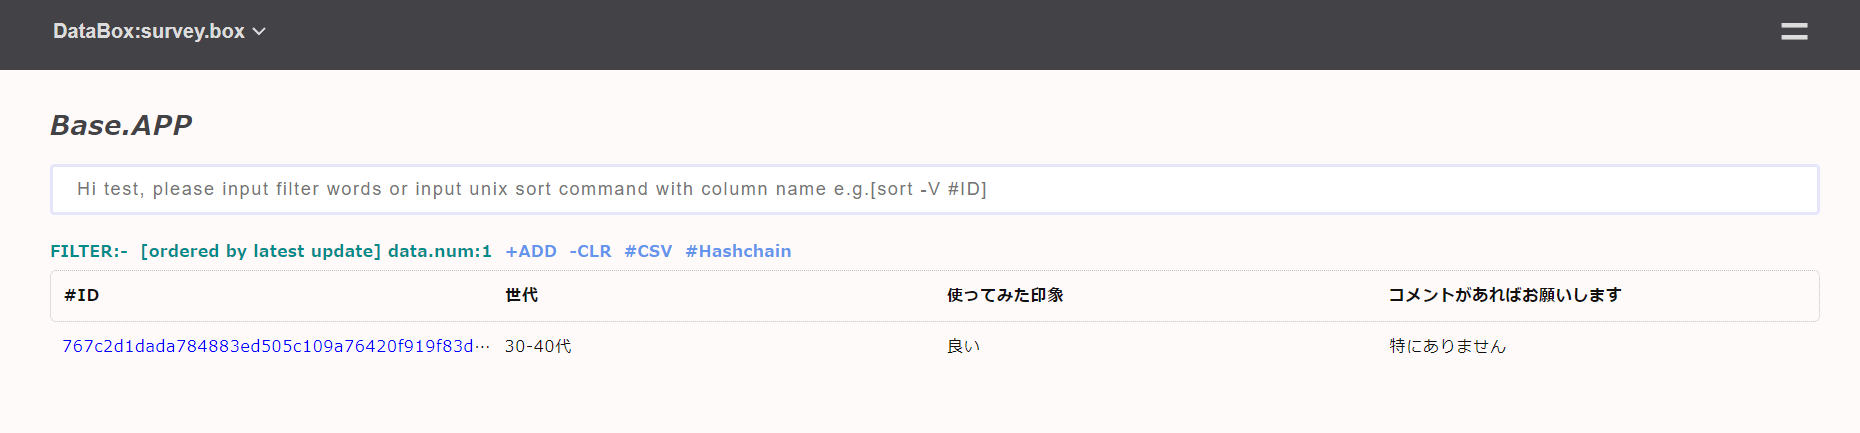 DataBox:survey.box
Base.APP
Hi test, please input filter words or input unix sort command with column name e.g.[sort -V #ID]
FILTER:- [ordered by latest update] data.num:1 +ADD -CLR #CSV #Hashchain
#ID 世代 使ってみた印象 コメントがあればお願いします
767c2d1dada784883ed505c109a76420f919f83d… 30-40代 良い 特にありません